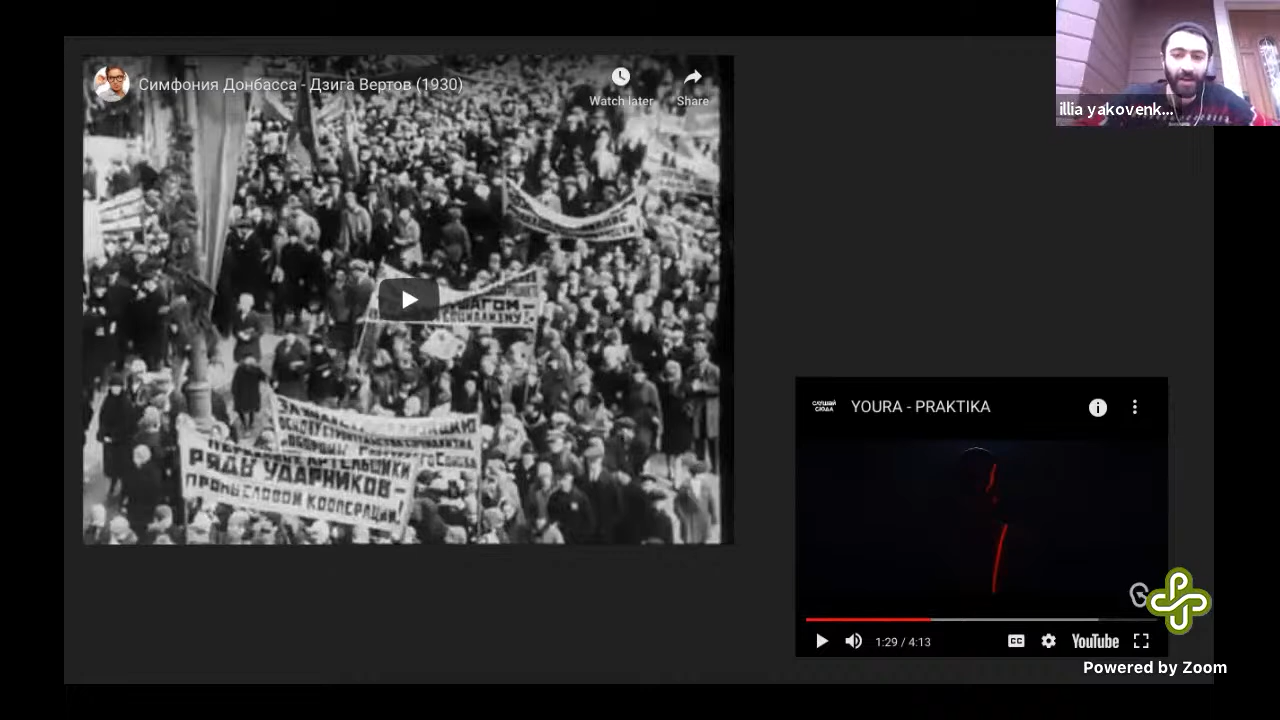 Симфония Донбасса - Дзига Вертов (1930)
Watch later
Share
illia yakovenk...
ШАГОМ-
СОЦИАЛИЗМУ!
РЯДЫ УДАРНИКОВ-
ПРОМЫСЛОВОЙ КООПЕРАЦИИ!
СЛУШАЙ
СЮДА
YOURA - PRAKTIKA
1:29 / 4:13
CC
YouTube
Powered by Zoom